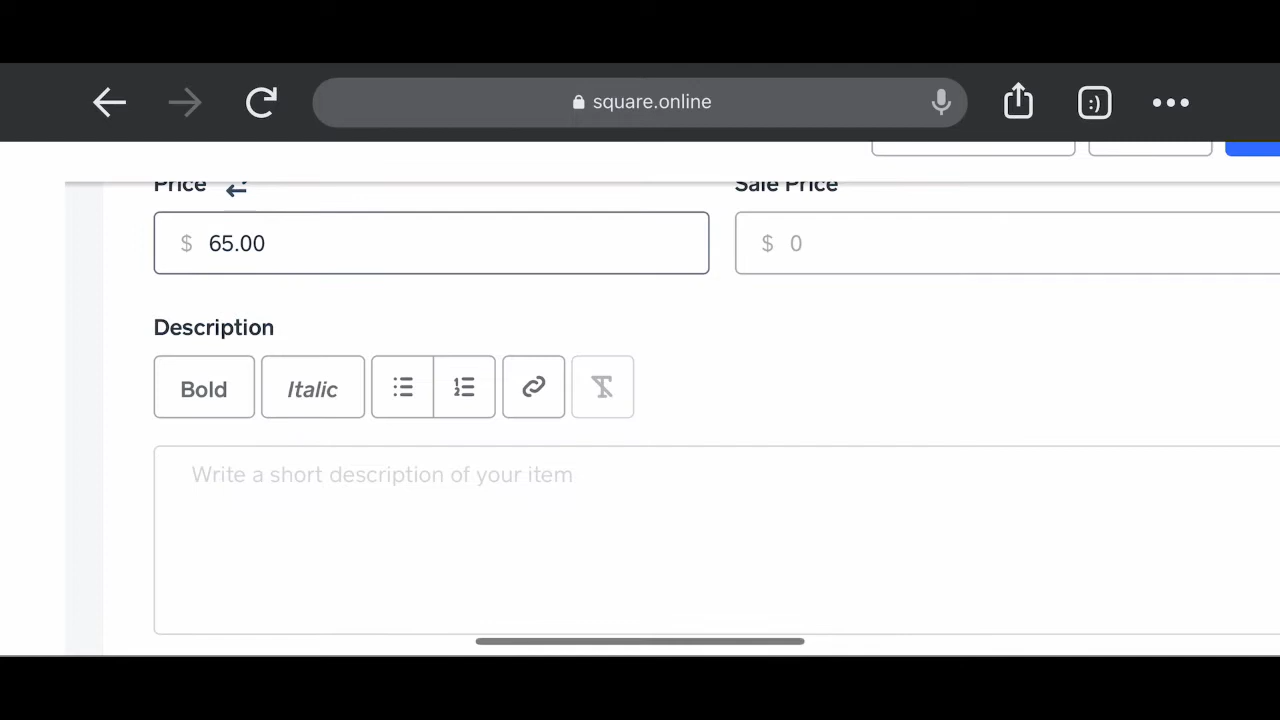 square.online
:)
Price
Sale Price
$ 65.00
$ 0
Description
Bold
Italic
Write a short description of your item